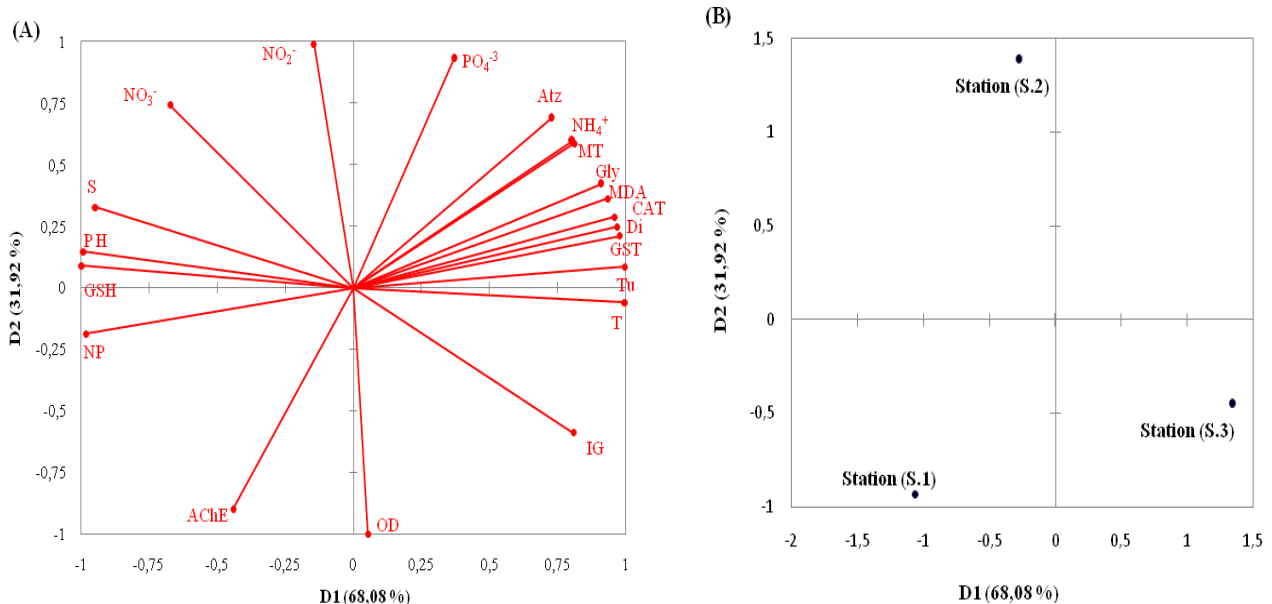 (A)
1
0,75
0,5
0,25
0
-0,25
-0,5
-0,75
-1
D2 (31,92 %)
NO₂⁻
PO₄⁻³
NO₃⁻
Atz
NH₄⁺
MT
Gly
MDA
CAT
Di
GST
S
PH
GSH
Tu
T
NP
IG
AChE
OD
-1 -0,75 -0,5 -0,25 0 0,25 0,5 0,75 1
D1 (68,08 %)
(B)
1,5
1
0,5
0
-0,5
-1
D2 (31,92 %)
Station (S.2)
Station (S.3)
Station (S.1)
-2 -1,5 -1 -0,5 0 0,5 1 1,5
D1 (68,08 %)